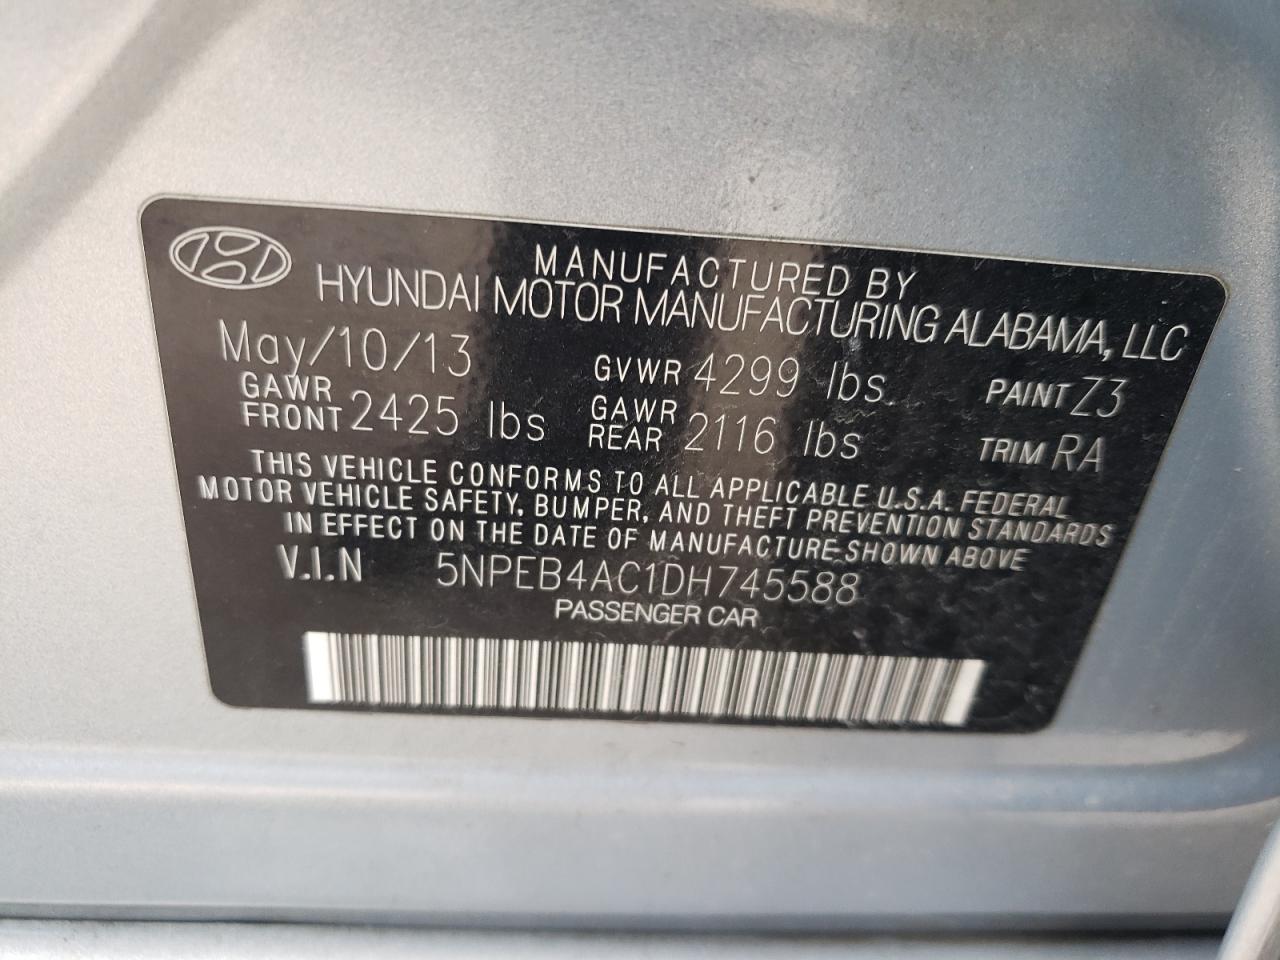 MANUFACTURED BY
HYUNDAI MOTOR MANUFACTURING ALABAMA, LLC
May/10/13 GVWR 4299 lbs. PAINT Z3
GAWR FRONT 2425 lbs GAWR REAR 2116 lbs TRIM RA
THIS VEHICLE CONFORMS TO ALL APPLICABLE U.S.A. FEDERAL
MOTOR VEHICLE SAFETY, BUMPER, AND THEFT PREVENTION STANDARDS
IN EFFECT ON THE DATE OF MANUFACTURE SHOWN ABOVE
V.I.N 5NPEB4AC1DH745588
PASSENGER CAR